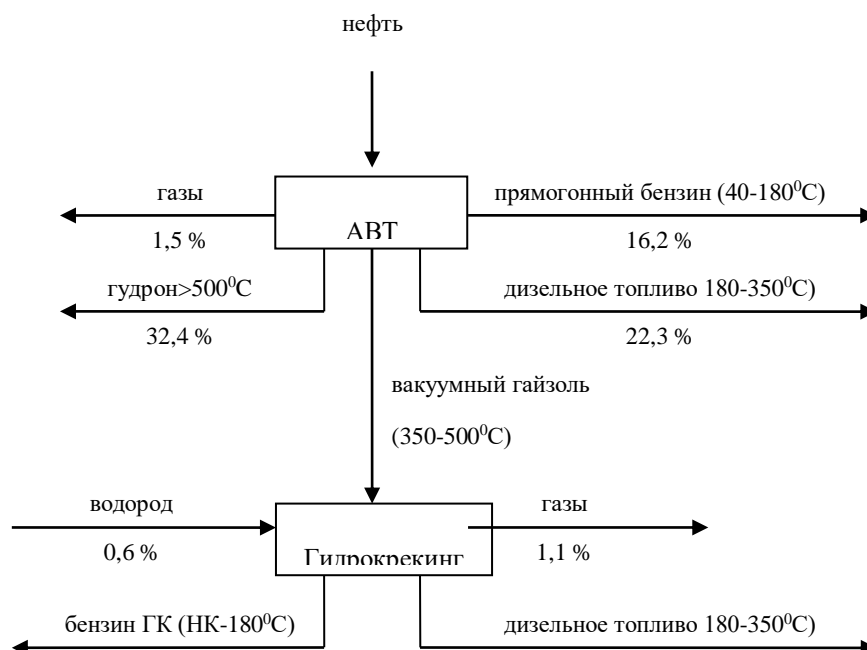 нефть
газы
прямогонный бензин (40-180⁰С)
АВТ
1,5 %
16,2 %
гудрон>500⁰С
дизельное топливо 180-350⁰С)
32,4 %
22,3 %
вакуумный гайзоль
(350-500⁰С)
водород
газы
0,6 %
Гидрокрекинг
1,1 %
бензин ГК (НК-180⁰С)
дизельное топливо 180-350⁰С)